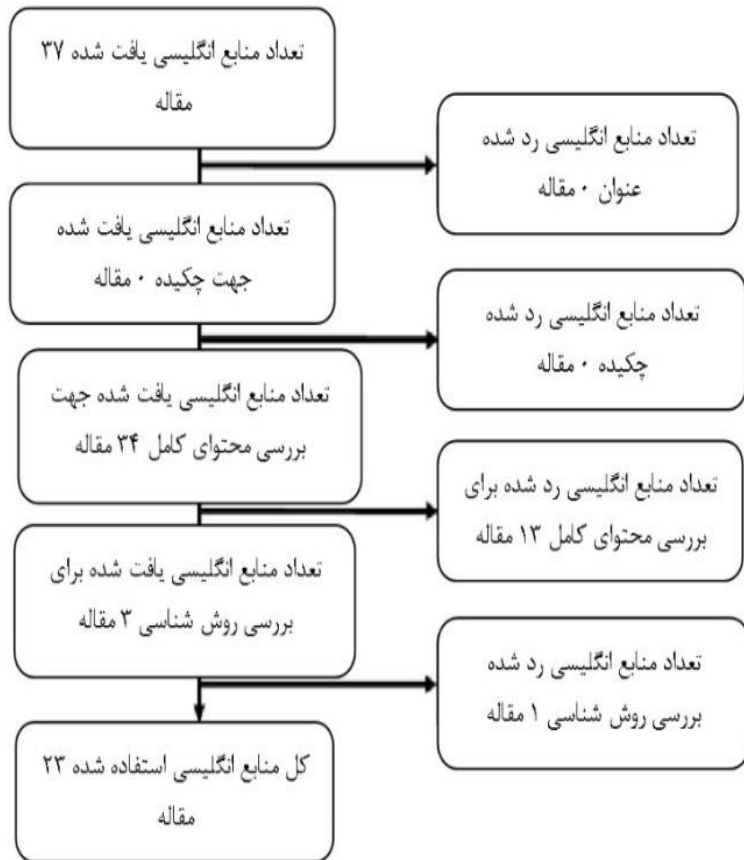 تعداد منابع انگلیسی یافت شده ۳۷
مقاله
تعداد منابع انگلیسی رد شده
عنوان ۰ مقاله
تعداد منابع انگلیسی یافت شده
جهت چکیده ۰ مقاله
تعداد منابع انگلیسی رد شده
چکیده ۰ مقاله
تعداد منابع انگلیسی یافت شده جهت
بررسی محتوای کامل ۳۴ مقاله
تعداد منابع انگلیسی رد شده برای
بررسی محتوای کامل ۱۳ مقاله
تعداد منابع انگلیسی یافت شده برای
بررسی روش شناسی ۳ مقاله
تعداد منابع انگلیسی رد شده
بررسی روش شناسی ۱ مقاله
کل منابع انگلیسی استفاده شده ۲۳
مقاله